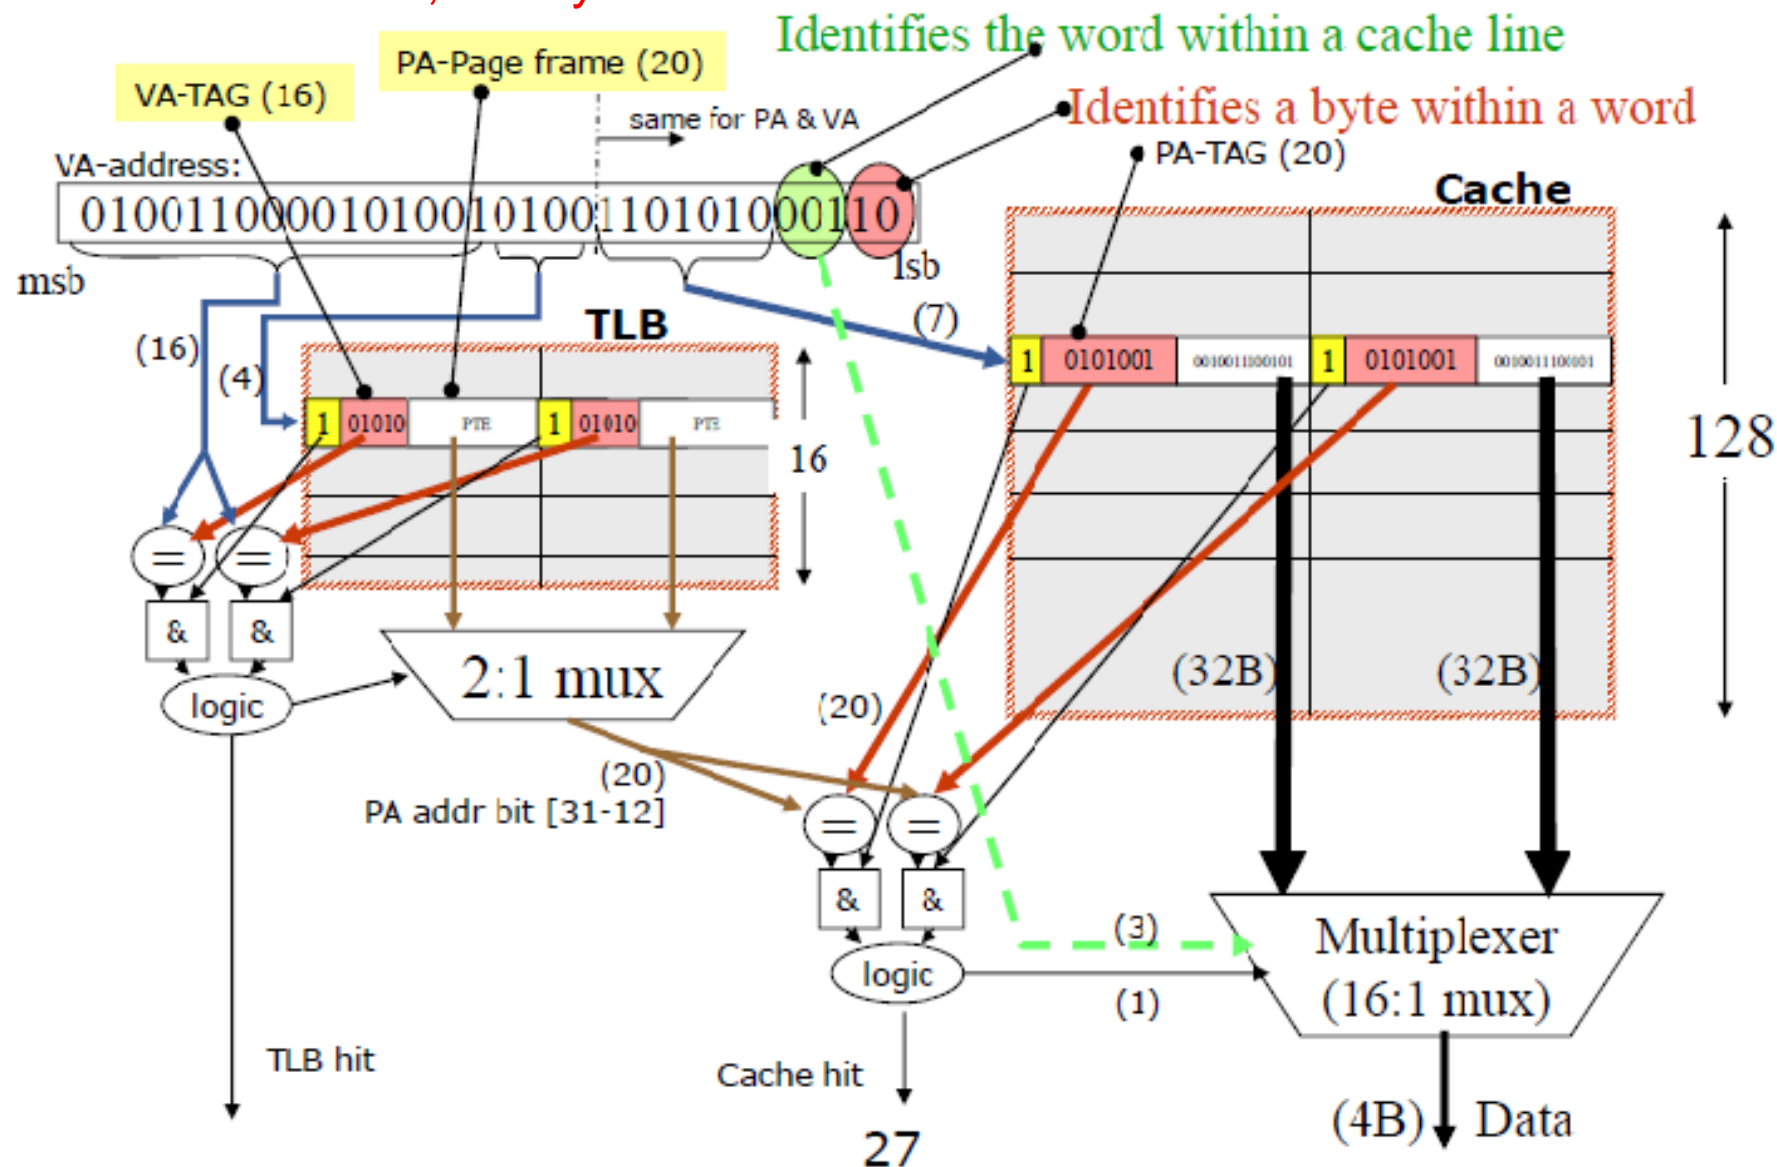 Identifies the word within a cache line
PA-Page frame (20)
VA-TAG (16)
Identifies a byte within a word
same for PA & VA
PA-TAG (20)
VA-address:
Cache
01001100001010010100110101000110
msb
lsb
TLB
(7)
(16)
(4)
1 0101001 0010011100101 1 0101001 0010011100101
1 01010 PTE 1 01010 PTE
16
128
= =
& &
logic
2:1 mux
(32B) (32B)
(20)
(20)
PA addr bit [31-12]
= =
& &
logic
(3)
(1)
Multiplexer
(16:1 mux)
TLB hit
Cache hit
(4B) Data
27